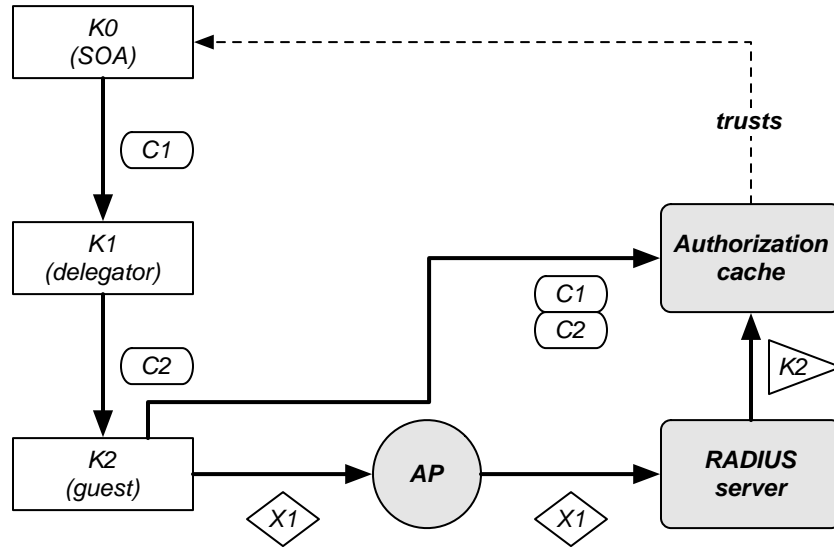 K0
(SOA)
C1
trusts
K1
(delegator)
Authorization
cache
C1
C2
C2
K2
K2
(guest)
AP
RADIUS
server
X1
X1